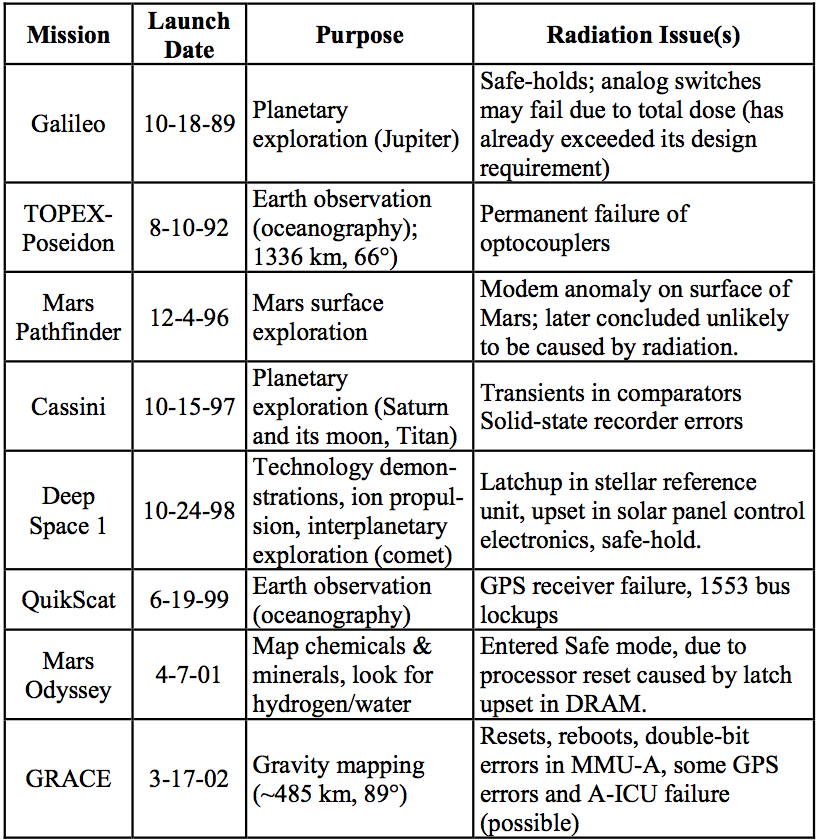 Mission
Launch
Date
Purpose
Radiation Issue(s)
Galileo
10-18-89
Planetary
exploration (Jupiter)
Safe-holds; analog switches
may fail due to total dose (has
already exceeded its design
requirement)
TOPEX-
Poseidon
8-10-92
Earth observation
(oceanography);
1336 km, 66°)
Permanent failure of
optocouplers
Mars
Pathfinder
12-4-96
Mars surface
exploration
Modem anomaly on surface of
Mars; later concluded unlikely
to be caused by radiation.
Cassini
10-15-97
Planetary
exploration (Saturn
and its moon, Titan)
Transients in comparators
Solid-state recorder errors
Deep
Space 1
10-24-98
Technology demon-
strations, ion propul-
sion, interplanetary
exploration (comet)
Latchup in stellar reference
unit, upset in solar panel control
electronics, safe-hold.
QuikScat
6-19-99
Earth observation
(oceanography)
GPS receiver failure, 1553 bus
lockups
Mars
Odyssey
4-7-01
Map chemicals &
minerals, look for
hydrogen/water
Entered Safe mode, due to
processor reset caused by latch
upset in DRAM.
GRACE
3-17-02
Gravity mapping
(~485 km, 89°)
Resets, reboots, double-bit
errors in MMU-A, some GPS
errors and A-ICU failure
(possible)